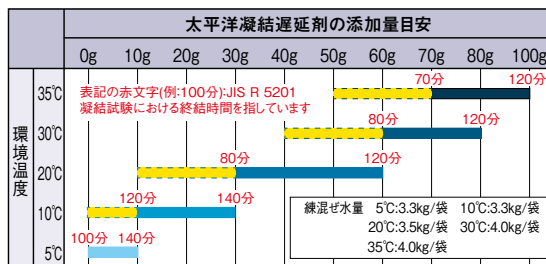 太平洋凝結遅延剤の添加量目安
0g 10g 20g 30g 40g 50g 60g 70g 80g 100g
環境温度
表記の赤文字(例:100分):JIS R 5201
凝結試験における終結時間を指しています
35℃ 70分 120分
30℃ 80分 120分
20℃ 80分 120分
10℃ 120分 140分
5℃ 100分 140分
練混ぜ水量 5℃:3.3kg/袋 10℃:3.3kg/袋
20℃:3.5kg/袋 30℃:4.0kg/袋
35℃:4.0kg/袋